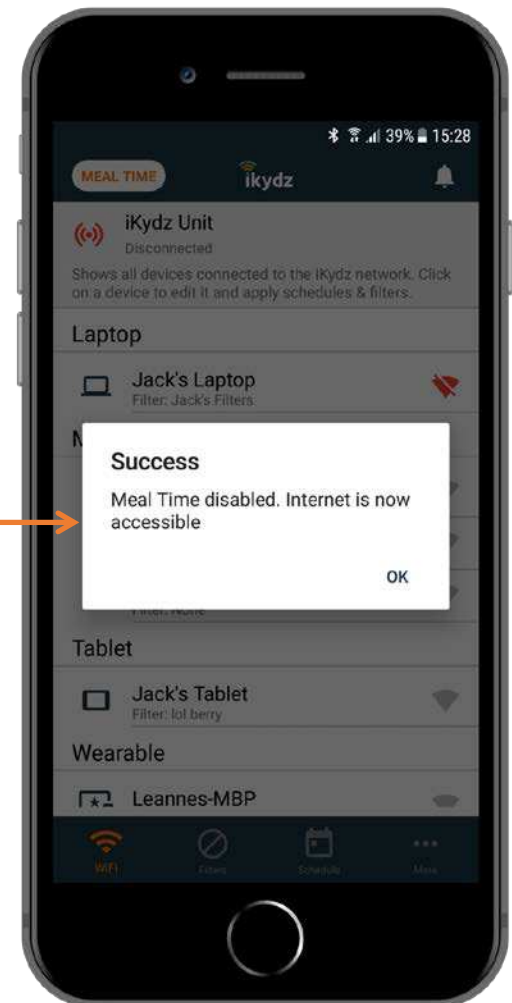 39% 15:28
MEAL TIME
ikydz
iKydz Unit
Disconnected
Shows all devices connected to the iKydz network. Click
on a device to edit it and apply schedules & filters.
Laptop
Jack's Laptop
Filter: Jack's Filters
M
Success
Meal Time disabled. Internet is now
accessible
OK
Filter: None
Tablet
Jack's Tablet
Filter: lol berry
Wearable
Leannes-MBP
WiFi Filters Schedule More